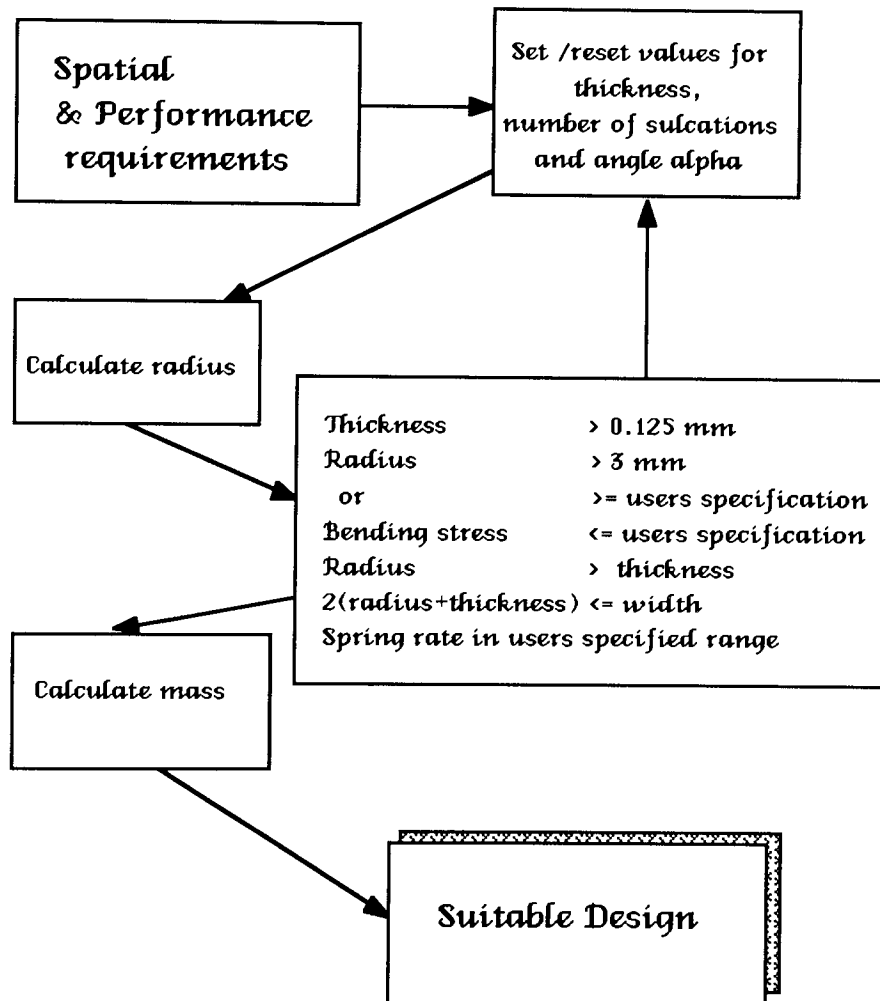 Spatial
& Performance
requirements
Set /reset values for
thickness,
number of sulcations
and angle alpha
Calculate radius
Thickness > 0.125 mm
Radius > 3 mm
or >= users specification
Bending stress <= users specification
Radius > thickness
2(radius+thickness) <= width
Spring rate in users specified range
Calculate mass
Suitable Design